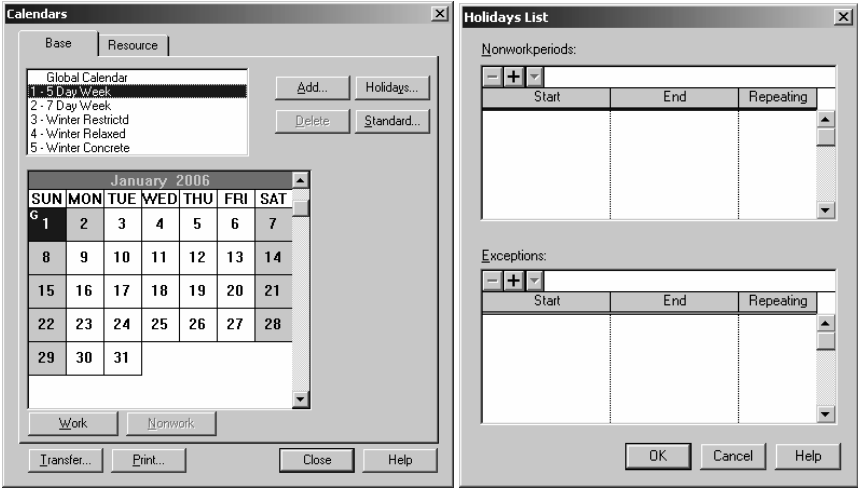 Calendars
Base Resource
Global Calendar
1 - 5 Day Week
2 - 7 Day Week
3 - Winter Restrictd
4 - Winter Relaxed
5 - Winter Concrete
Add... Holidays...
Delete Standard...
January 2006
SUN MON TUE WED THU FRI SAT
G 1 2 3 4 5 6 7
8 9 10 11 12 13 14
15 16 17 18 19 20 21
22 23 24 25 26 27 28
29 30 31
Work Nonwork
Transfer... Print... Close Help
Holidays List
Nonworkperiods:
Start End Repeating
Exceptions:
Start End Repeating
OK Cancel Help